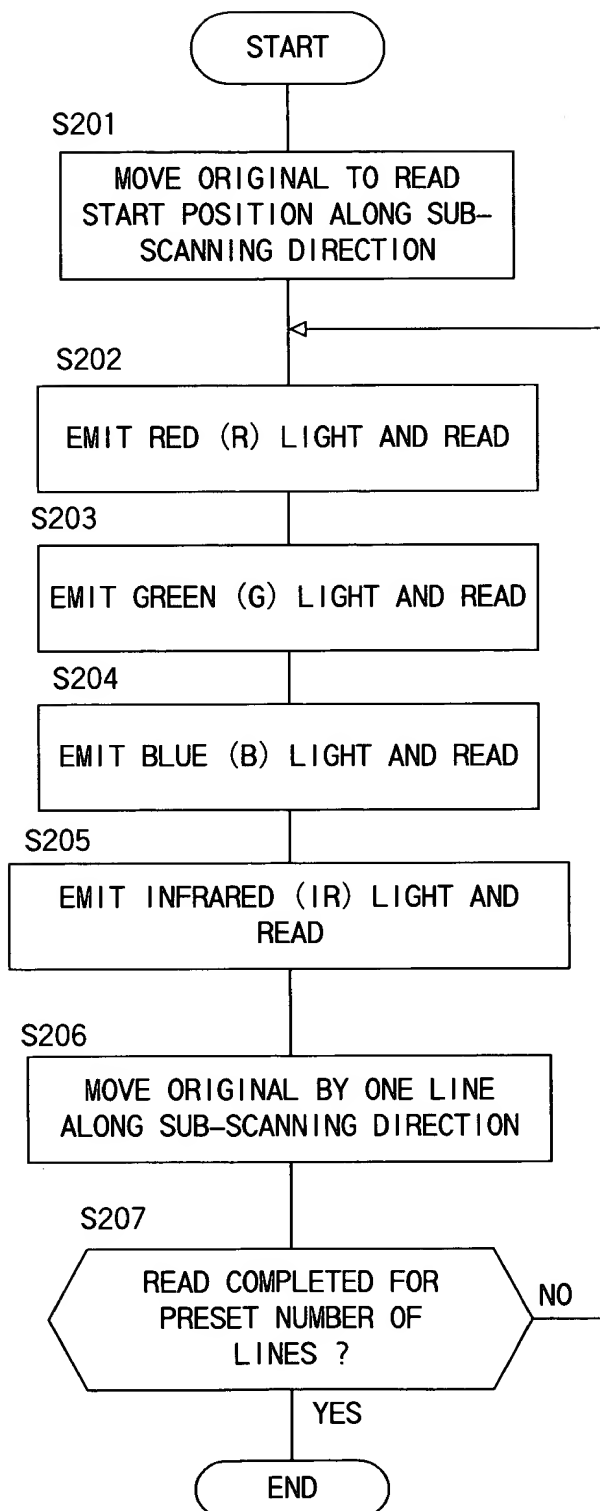 START
S201
MOVE ORIGINAL TO READ
START POSITION ALONG SUB-
SCANNING DIRECTION
S202
EMIT RED (R) LIGHT AND READ
S203
EMIT GREEN (G) LIGHT AND READ
S204
EMIT BLUE (B) LIGHT AND READ
S205
EMIT INFRARED (IR) LIGHT AND
READ
S206
MOVE ORIGINAL BY ONE LINE
ALONG SUB-SCANNING DIRECTION
S207
READ COMPLETED FOR
PRESET NUMBER OF
LINES ?
NO
YES
END